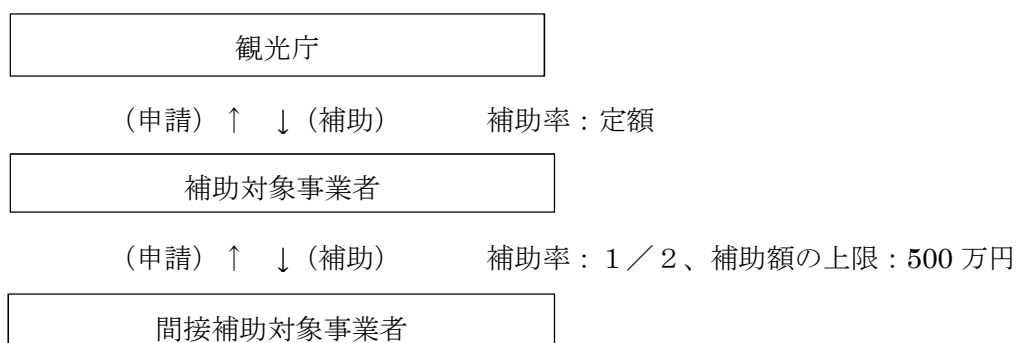 観光庁
（申請）↑ ↓（補助） 補助率：定額
補助対象事業者
（申請）↑ ↓（補助） 補助率：１／２、補助額の上限：500 万円
間接補助対象事業者